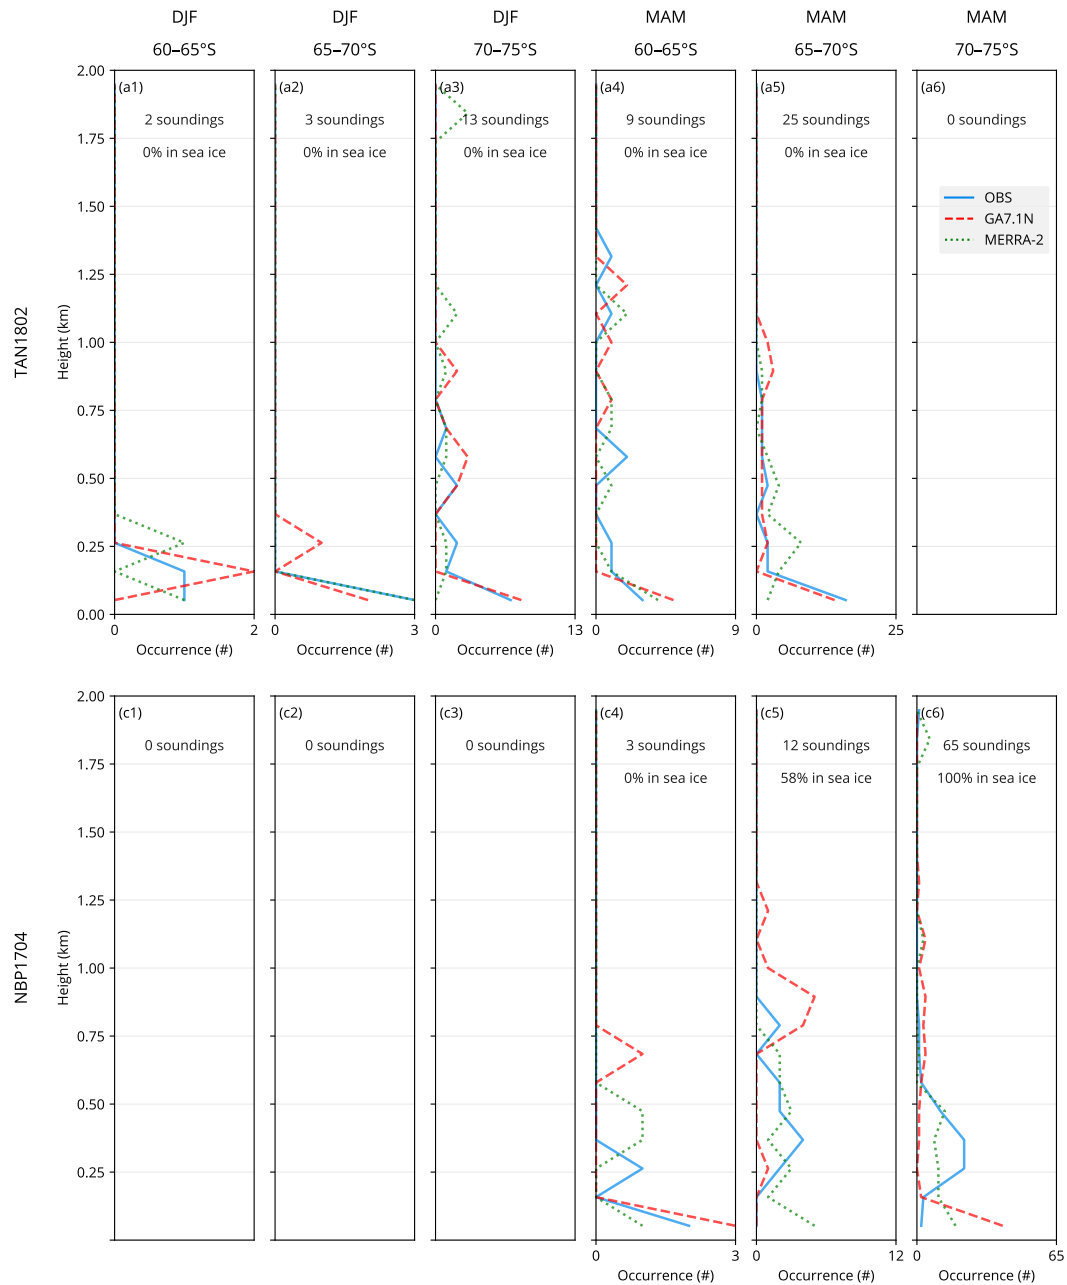 DJF DJF DJF MAM MAM MAM
60–65°S 65–70°S 70–75°S 60–65°S 65–70°S 70–75°S
TAN1802
Height (km)
2.00
1.75
1.50
1.25
1.00
0.75
0.50
0.25
0.00
(a1)
2 soundings
0% in sea ice
0 2
Occurrence (#)
(a2)
3 soundings
0% in sea ice
0 3
Occurrence (#)
(a3)
13 soundings
0% in sea ice
0 13
Occurrence (#)
(a4)
9 soundings
0% in sea ice
0 9
Occurrence (#)
(a5)
25 soundings
0% in sea ice
0 25
Occurrence (#)
(a6)
0 soundings
OBS
GA7.1N
MERRA-2
NBP1704
Height (km)
2.00
1.75
1.50
1.25
1.00
0.75
0.50
0.25
(c1)
0 soundings
(c2)
0 soundings
(c3)
0 soundings
(c4)
3 soundings
0% in sea ice
0 3
Occurrence (#)
(c5)
12 soundings
58% in sea ice
0 12
Occurrence (#)
(c6)
65 soundings
100% in sea ice
0 65
Occurrence (#)